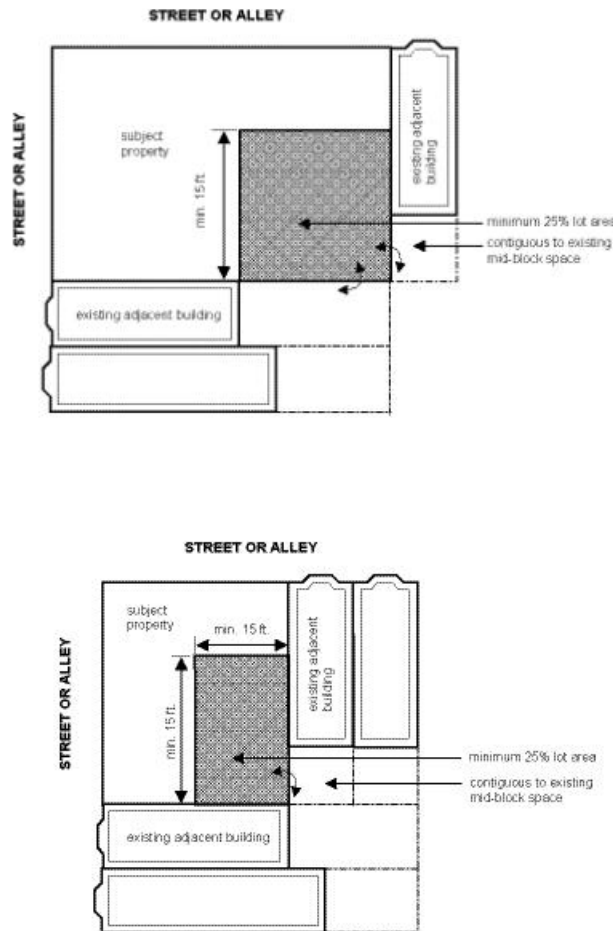 STREET OR ALLEY
STREET OR ALLEY
subject
property
min. 15 ft.
existing adjacent
building
minimum 25% lot area
contiguous to existing
mid-block space
existing adjacent building
STREET OR ALLEY
STREET OR ALLEY
subject
property
min. 15 ft.
min. 15 ft.
existing adjacent
building
minimum 25% lot area
contiguous to existing
mid-block space
existing adjacent building